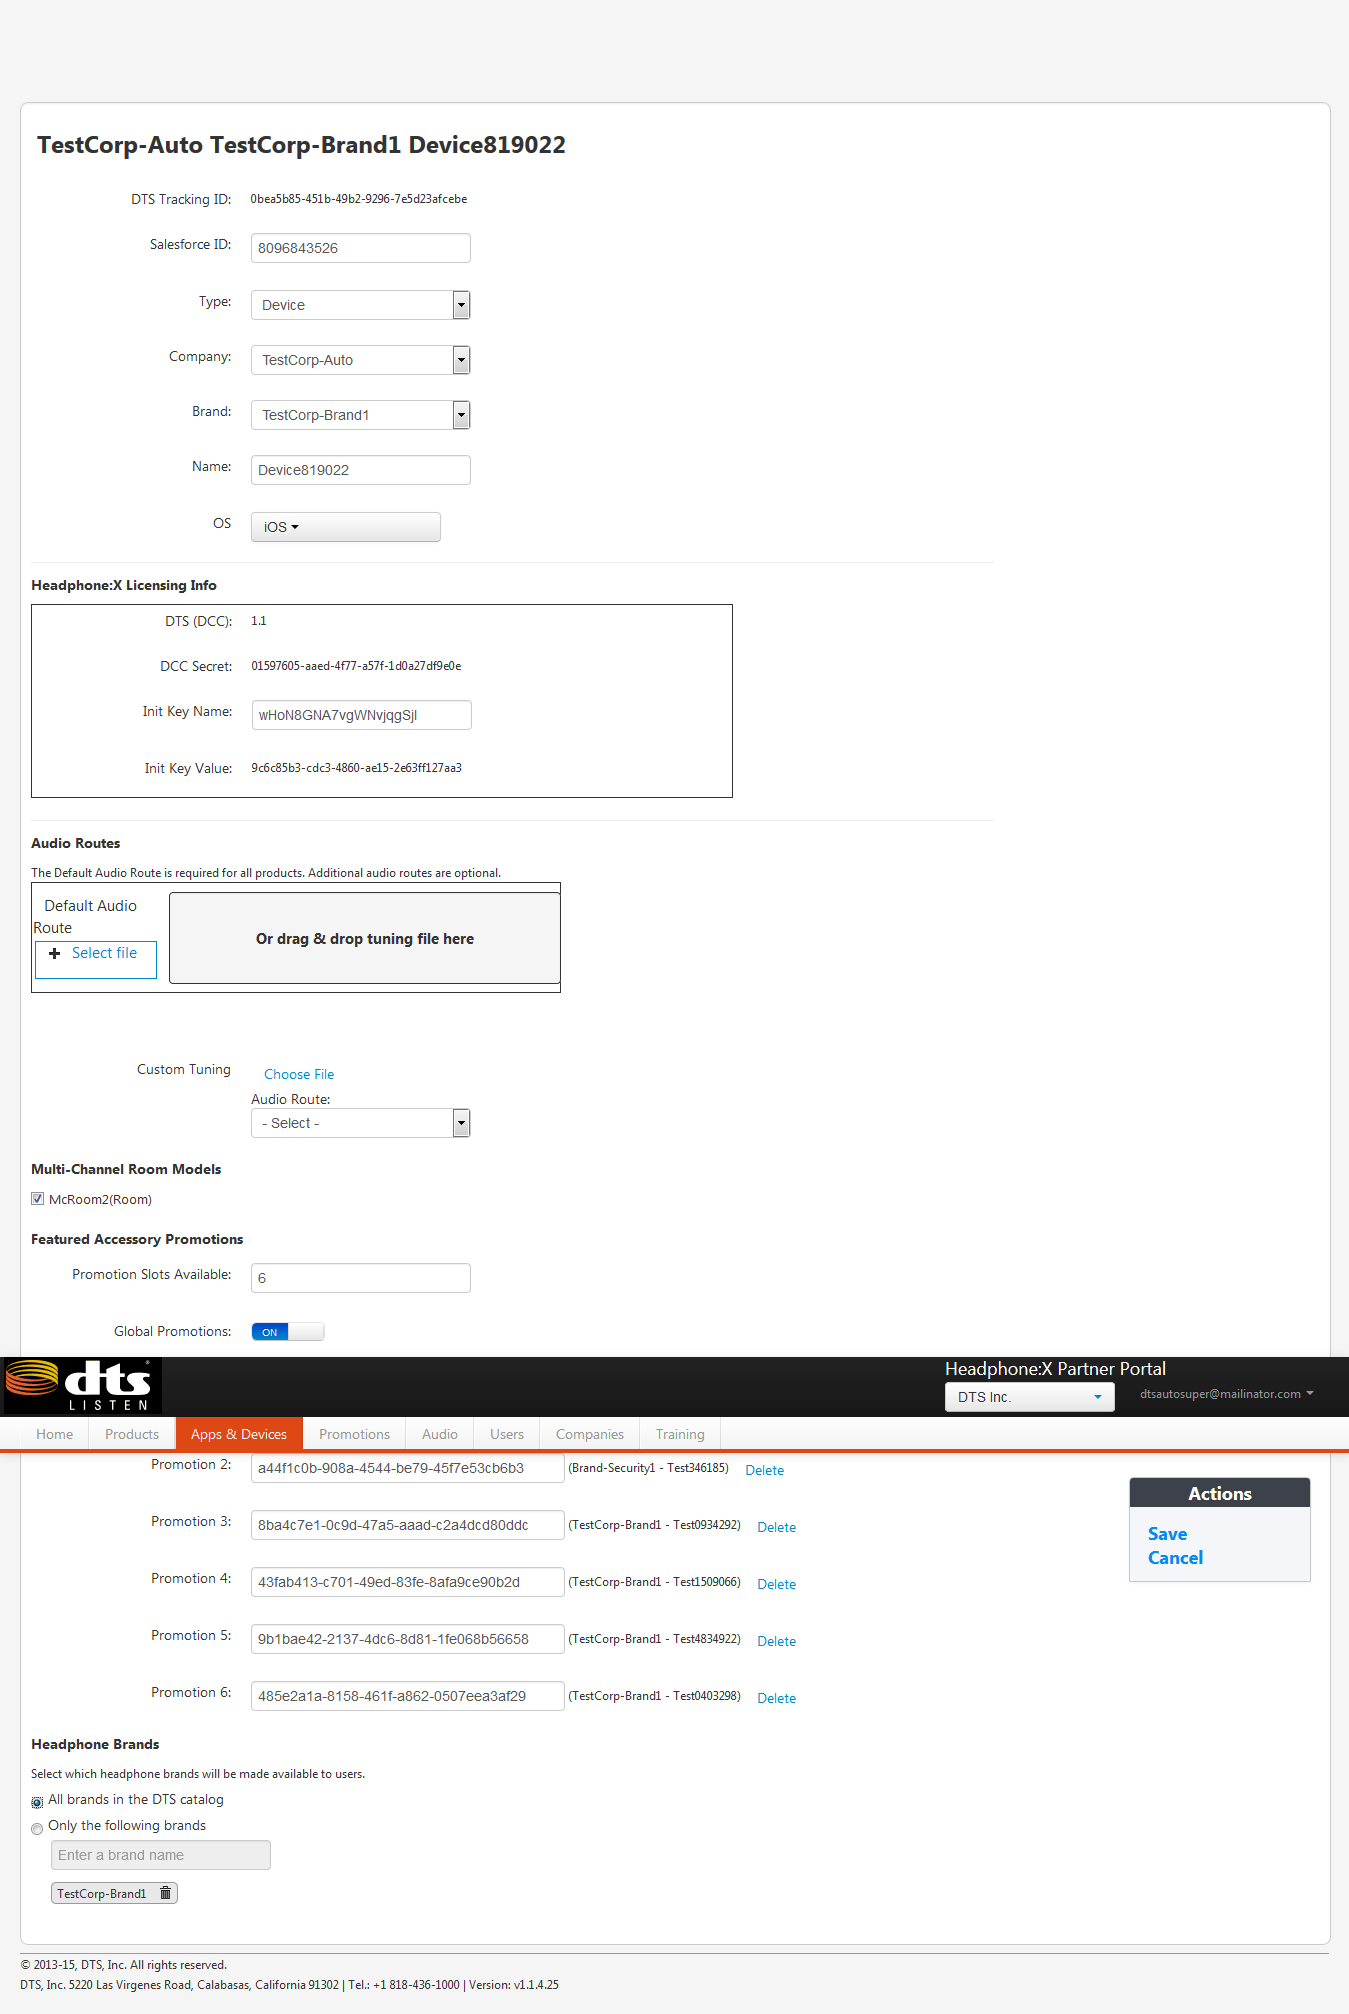 TestCorp-Auto TestCorp-Brand1 Device819022
DTS Tracking ID: 0bea5b85-451b-49b2-9296-7e5d23afcebe
Salesforce ID: 8096843526
Type: Device
Company: TestCorp-Auto
Brand: TestCorp-Brand1
Name: Device819022
OS iOS
Headphone:X Licensing Info
DTS (DCC): 1.1
DCC Secret: 01597605-aaed-4f77-a57f-1d0a27df9e0e
Init Key Name: wHoN8GNA7vgWNvjqgSjI
Init Key Value: 9c6c85b3-cdc3-4860-ae15-2e63ff127aa3
Audio Routes
The Default Audio Route is required for all products. Additional audio routes are optional.
Default Audio
Route
Select file
Or drag & drop tuning file here
Custom Tuning Choose File
Audio Route:
- Select -
Multi-Channel Room Models
McRoom2(Room)
Featured Accessory Promotions
Promotion Slots Available: 6
Global Promotions: ON
dts
LISTEN
Headphone:X Partner Portal
DTS Inc. dtsautosuper@mailinator.com
Home Products Apps & Devices Promotions Audio Users Companies Training
Promotion 2: a44f1c0b-908a-4544-be79-45f7e53cb6b3 (Brand-Security1 - Test346185) Delete
Promotion 3: 8ba4c7e1-0c9d-47a5-aaad-c2a4dcd80ddc (TestCorp-Brand1 - Test0934292) Delete
Promotion 4: 43fab413-c701-49ed-83fe-8afa9ce90b2d (TestCorp-Brand1 - Test1509066) Delete
Promotion 5: 9b1bae42-2137-4dc6-8d81-1fe068b56658 (TestCorp-Brand1 - Test4834922) Delete
Promotion 6: 485e2a1a-8158-461f-a862-0507eea3af29 (TestCorp-Brand1 - Test0403298) Delete
Actions
Save
Cancel
Headphone Brands
Select which headphone brands will be made available to users.
All brands in the DTS catalog
Only the following brands
Enter a brand name
TestCorp-Brand1
© 2013-15, DTS, Inc. All rights reserved.
DTS, Inc. 5220 Las Virgenes Road, Calabasas, California 91302 | Tel.: +1 818-436-1000 | Version: v1.1.4.25